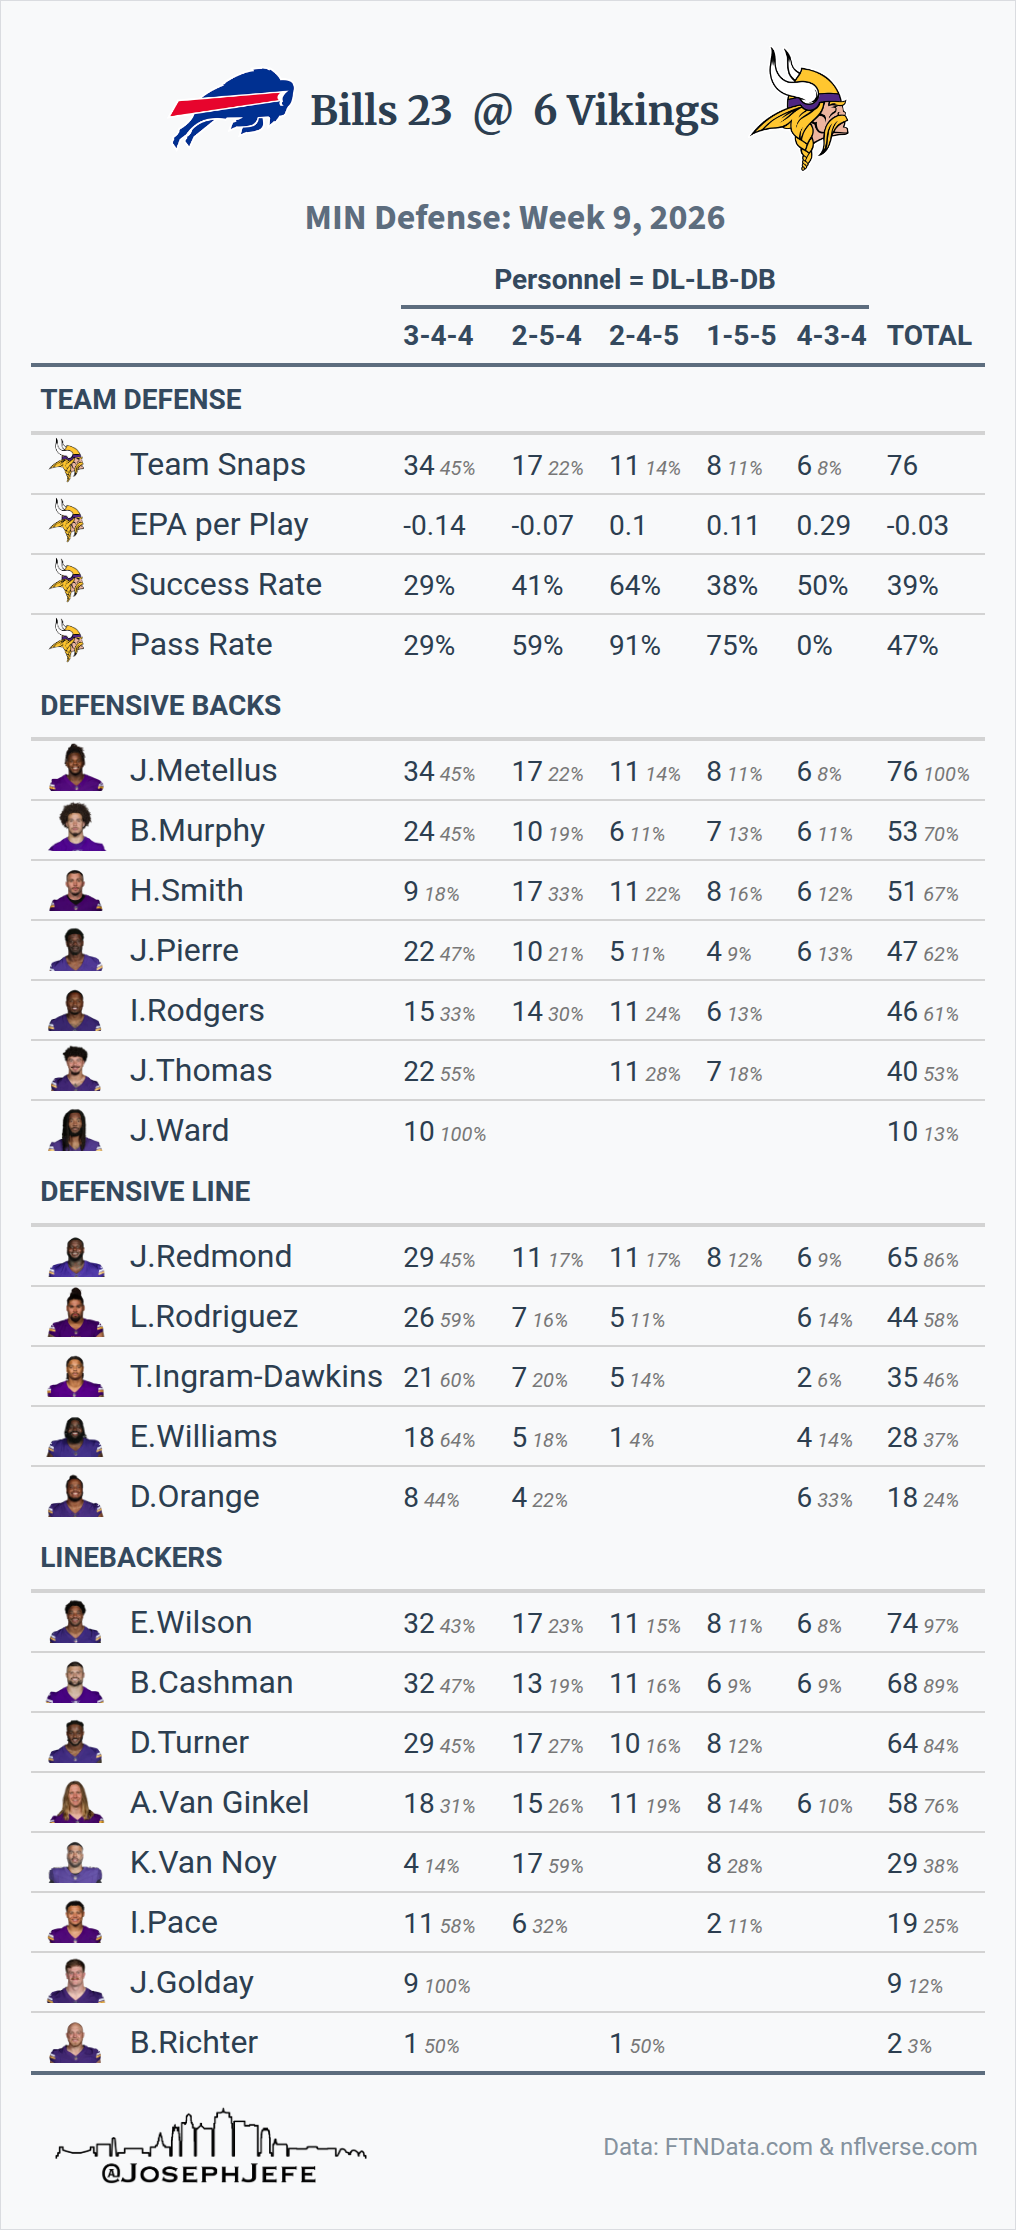 Bills 23 @ 6 Vikings
MIN Defense: Week 9, 2026
Personnel = DL-LB-DB
3-4-4 2-5-4 2-4-5 1-5-5 4-3-4 TOTAL
TEAM DEFENSE
Team Snaps 34 45% 17 22% 11 14% 8 11% 6 8% 76
EPA per Play -0.14 -0.07 0.1 0.11 0.29 -0.03
Success Rate 29% 41% 64% 38% 50% 39%
Pass Rate 29% 59% 91% 75% 0% 47%
DEFENSIVE BACKS
J.Metellus 34 45% 17 22% 11 14% 8 11% 6 8% 76 100%
B.Murphy 24 45% 10 19% 6 11% 7 13% 6 11% 53 70%
H.Smith 9 18% 17 33% 11 22% 8 16% 6 12% 51 67%
J.Pierre 22 47% 10 21% 5 11% 4 9% 6 13% 47 62%
I.Rodgers 15 33% 14 30% 11 24% 6 13% 46 61%
J.Thomas 22 55% 11 28% 7 18% 40 53%
J.Ward 10 100% 10 13%
DEFENSIVE LINE
J.Redmond 29 45% 11 17% 11 17% 8 12% 6 9% 65 86%
L.Rodriguez 26 59% 7 16% 5 11% 6 14% 44 58%
T.Ingram-Dawkins 21 60% 7 20% 5 14% 2 6% 35 46%
E.Williams 18 64% 5 18% 1 4% 4 14% 28 37%
D.Orange 8 44% 4 22% 6 33% 18 24%
LINEBACKERS
E.Wilson 32 43% 17 23% 11 15% 8 11% 6 8% 74 97%
B.Cashman 32 47% 13 19% 11 16% 6 9% 6 9% 68 89%
D.Turner 29 45% 17 27% 10 16% 8 12% 64 84%
A.Van Ginkel 18 31% 15 26% 11 19% 8 14% 6 10% 58 76%
K.Van Noy 4 14% 17 59% 8 28% 29 38%
I.Pace 11 58% 6 32% 2 11% 19 25%
J.Golday 9 100% 9 12%
B.Richter 1 50% 1 50% 2 3%
@JOSEPHJEFE
Data: FTNData.com & nflverse.com